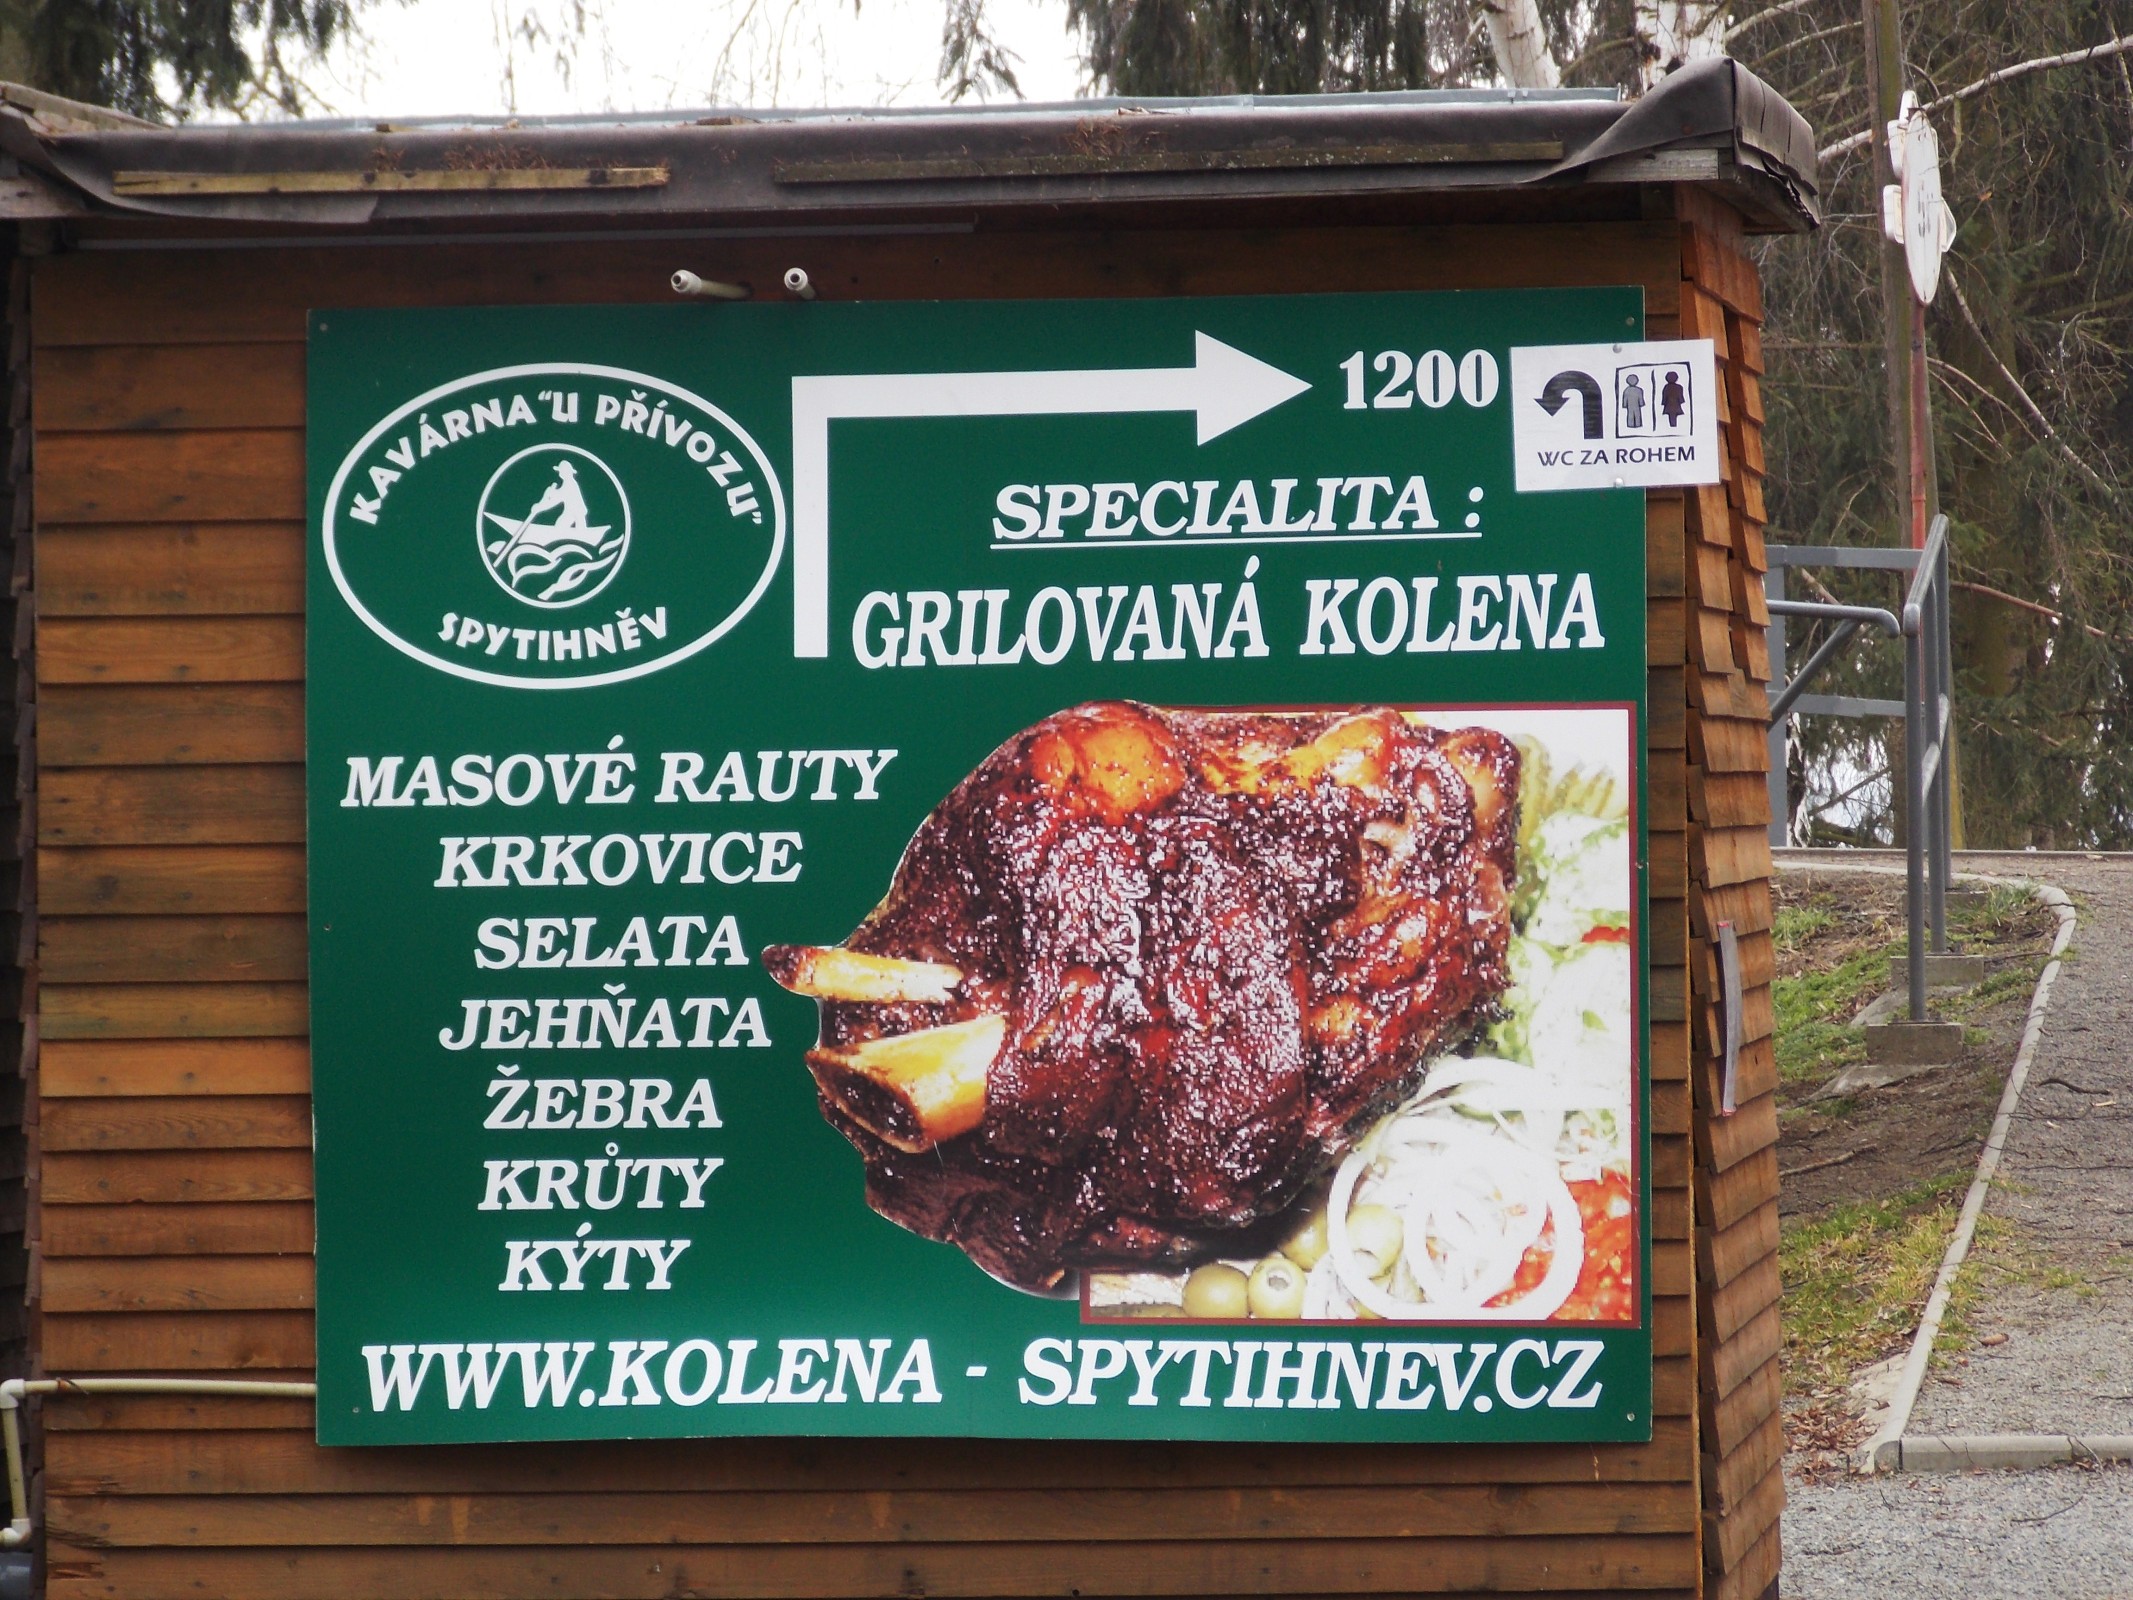 KAVÁRNA "U PŘÍVOZU"
SPYTIHNĚV
1200
WC ZA ROHEM
SPECIALITA :
GRILOVANÁ KOLENA
MASOVÉ RAUTY
KRKOVICE
SELATA
JEHŇATA
ŽEBRA
KRŮTY
KÝTY
WWW.KOLENA - SPYTIHNEV.CZ